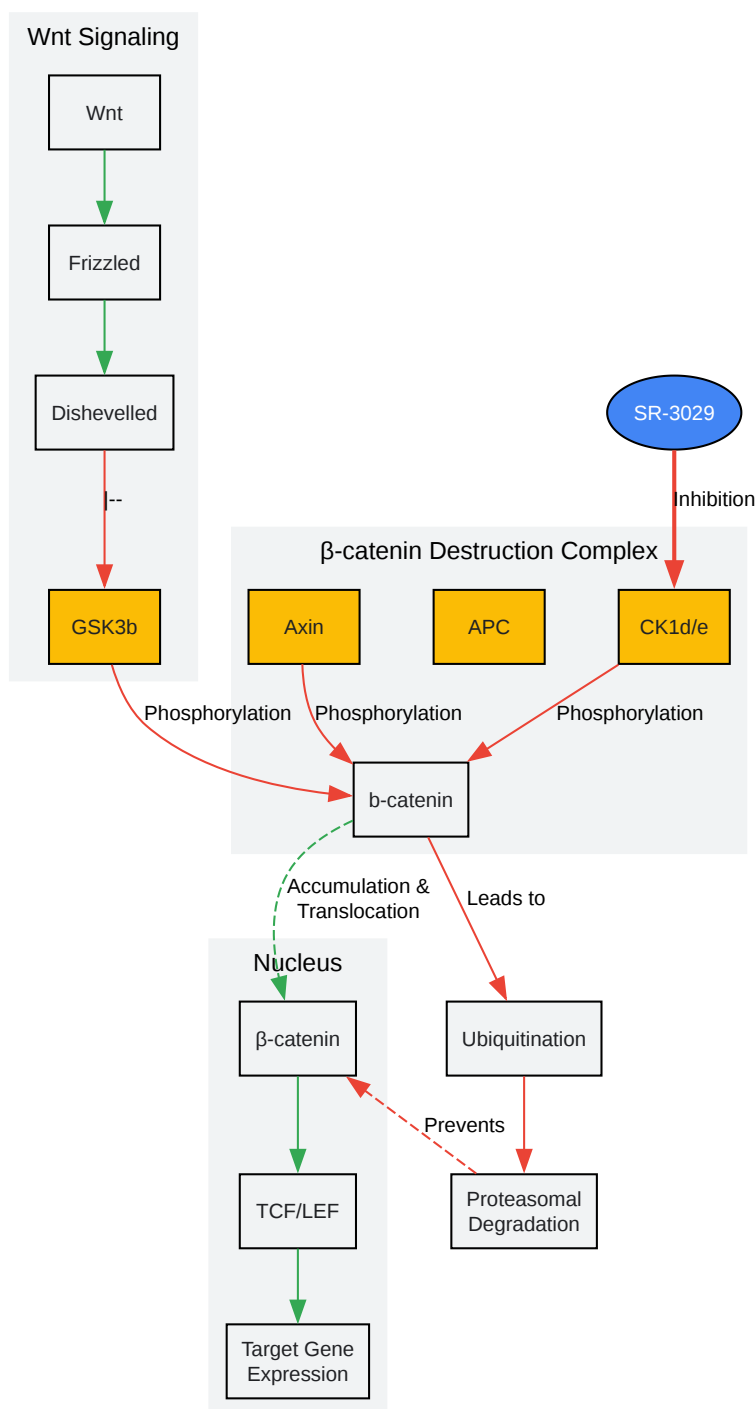 Wnt Signaling
Wnt
Frizzled
Dishevelled
SR-3029
|--
Inhibition
β-catenin Destruction Complex
GSK3b
Axin
APC
CK1d/e
Phosphorylation
Phosphorylation
Phosphorylation
b-catenin
Accumulation &
Translocation
Leads to
Nucleus
β-catenin
Ubiquitination
Prevents
TCF/LEF
Proteasomal
Degradation
Target Gene
Expression